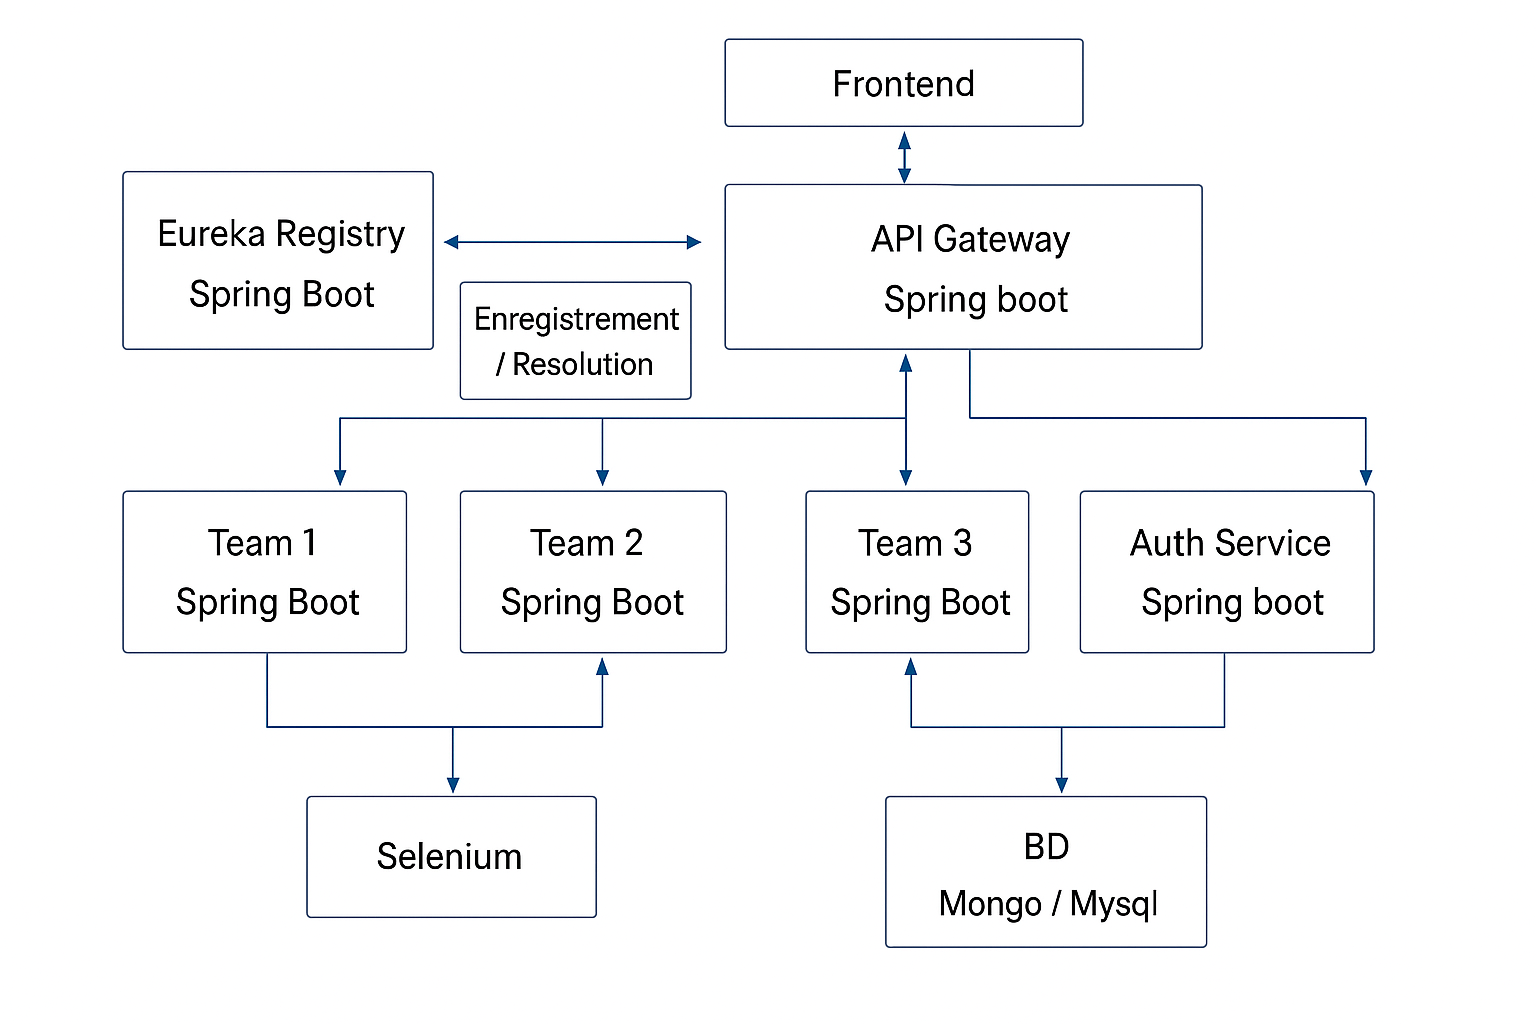 Frontend
Eureka Registry
Spring Boot
API Gateway
Spring boot
Enregistrement
/ Resolution
Team 1
Spring Boot
Team 2
Spring Boot
Team 3
Spring Boot
Auth Service
Spring boot
Selenium
BD
Mongo / Mysql